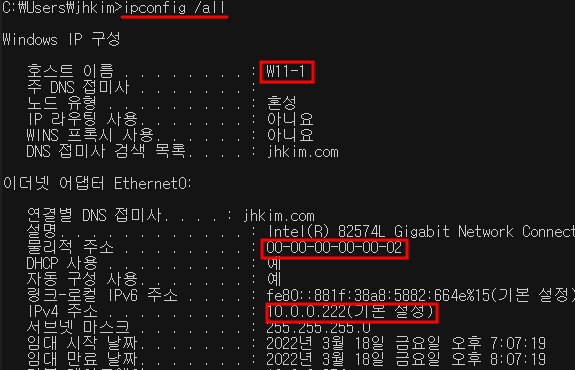 C:₩Users₩jhkim>ipconfig /all
Windows IP 구성
호스트 이름 . . . . . . . . : W11-1
주 DNS 접미사 . . . . . . . :
노드 유형 . . . . . . . . . : 혼성
IP 라우팅 사용. . . . . . . : 아니요
WINS 프록시 사용. . . . . . : 아니요
DNS 접미사 검색 목록. . . . : jhkim.com
이더넷 어댑터 Ethernet0:
연결별 DNS 접미사. . . . : jhkim.com
설명. . . . . . . . . . . . : Intel(R) 82574L Gigabit Network Connect
물리적 주소 . . . . . . . . : 00-00-00-00-00-02
DHCP 사용 . . . . . . . . . : 예
자동 구성 사용. . . . . . . : 예
링크-로컬 IPv6 주소 . . . . : fe80::881f:38a8:5882:664e%15(기본 설정)
IPv4 주소 . . . . . . . . . : 10.0.0.222(기본 설정)
서브넷 마스크 . . . . . . . : 255.255.255.0
임대 시작 날짜. . . . . . . : 2022년 3월 18일 금요일 오후 7:07:19
임대 만료 날짜. . . . . . . : 2022년 3월 18일 금요일 오후 8:07:19